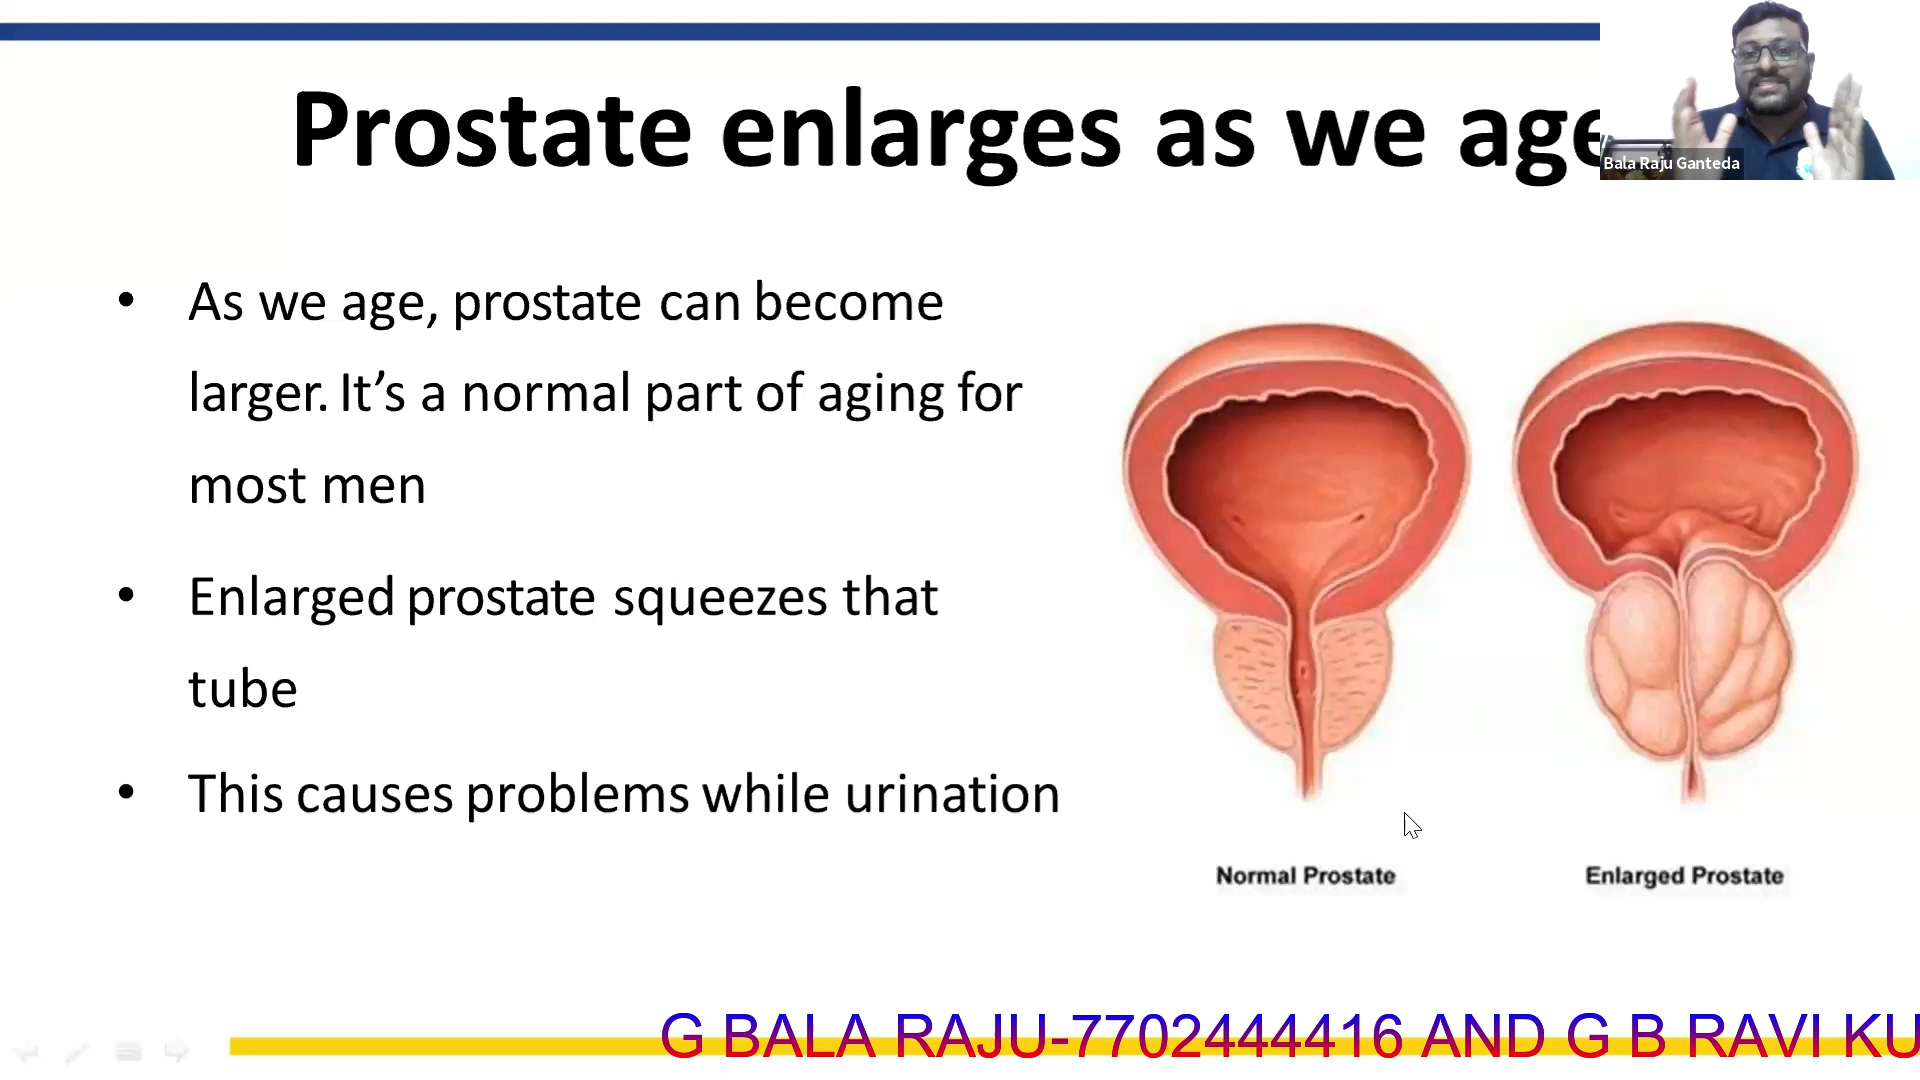 Prostate enlarges as we age
Bala Raju Ganteda
• As we age, prostate can become
larger. It’s a normal part of aging for
most men
• Enlarged prostate squeezes that
tube
• This causes problems while urination
Normal Prostate
Enlarged Prostate
G BALA RAJU-7702444416 AND G B RAVI KU